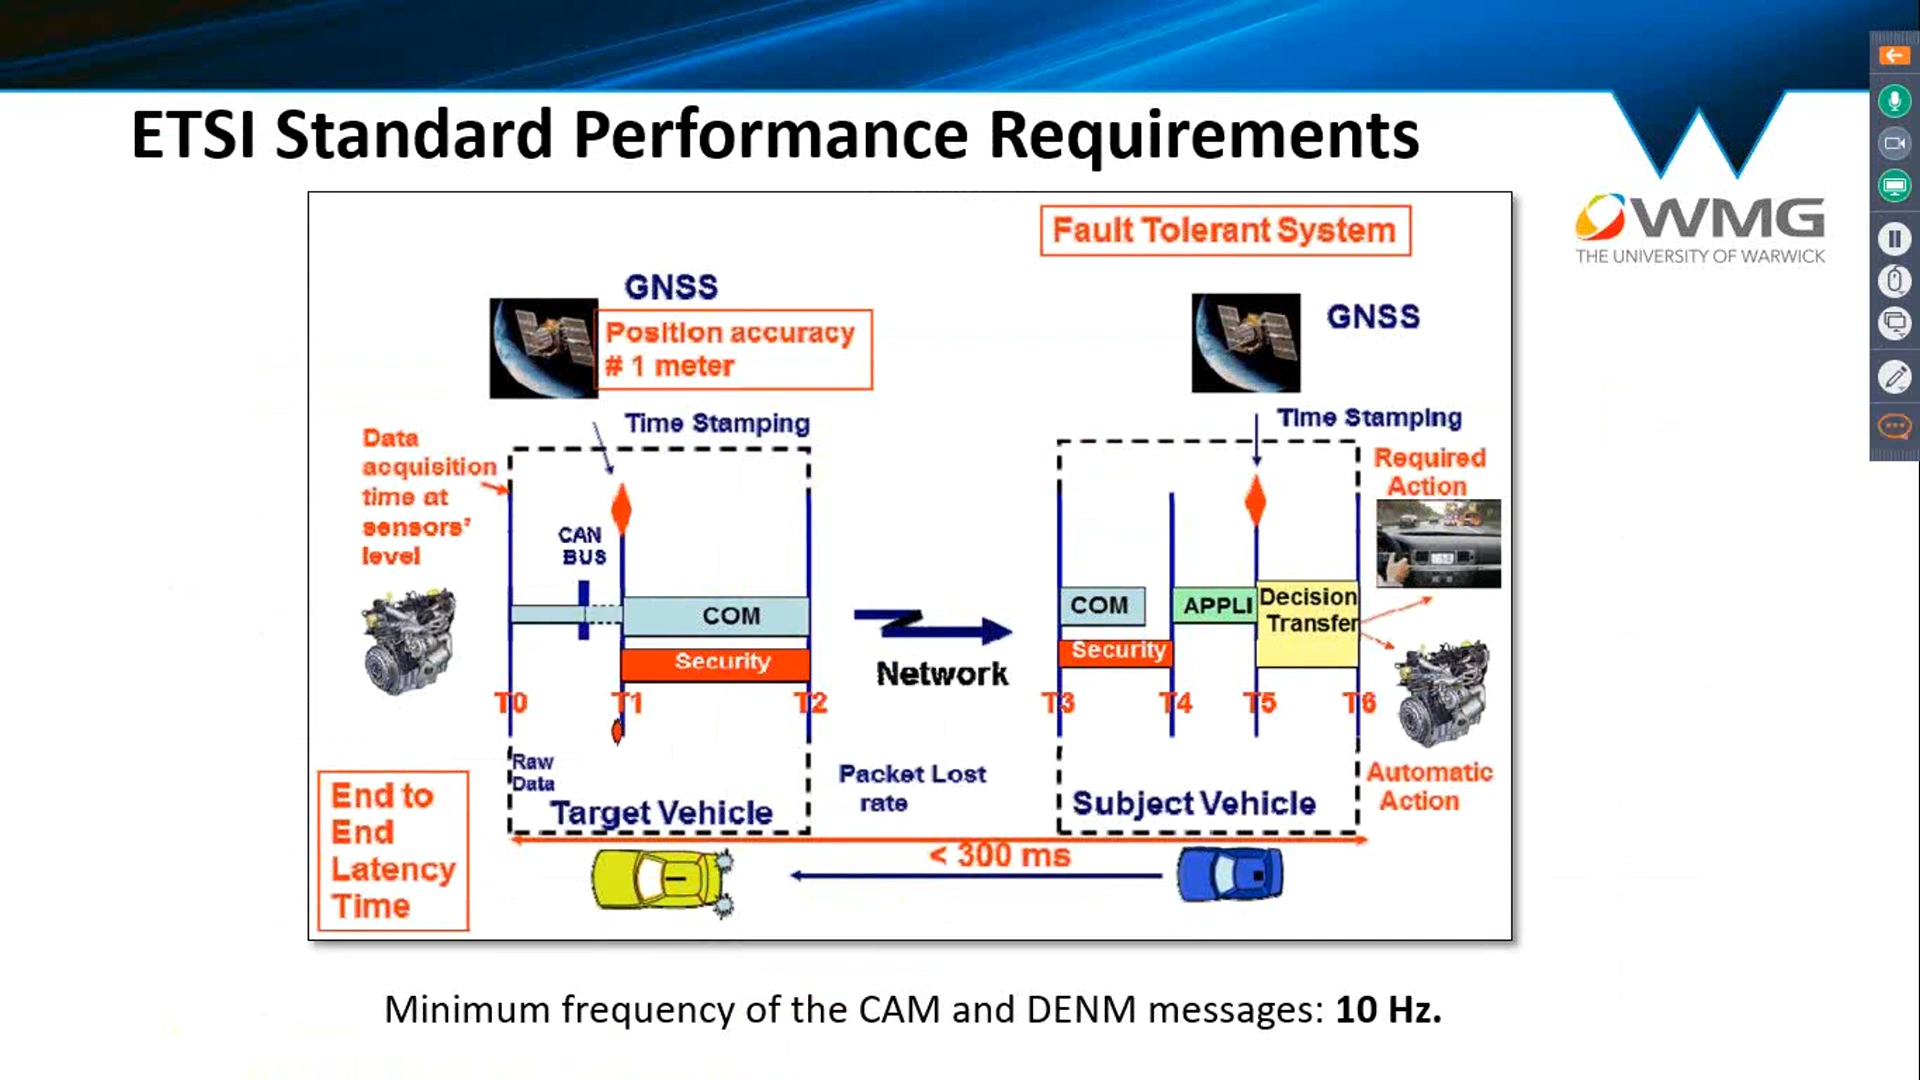 ETSI Standard Performance Requirements
WMG
THE UNIVERSITY OF WARWICK
Fault Tolerant System
GNSS
Position accuracy
# 1 meter
Time Stamping
GNSS
Time Stamping
Data
acquisition
time at
sensors'
level
CAN
BUS
COM
Security
Network
COM
Security
APPLI
Decision
Transfer
Required
Action
T0
T1
T2
T3
T4
T5
T6
Raw
Data
Target Vehicle
Packet Lost
rate
Subject Vehicle
Automatic
Action
End to
End
Latency
Time
< 300 ms
Minimum frequency of the CAM and DENM messages: 10 Hz.